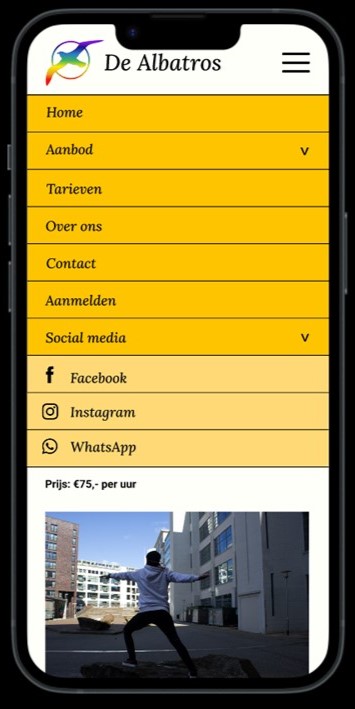 De Albatros
Home
Aanbod
Tarieven
Over ons
Contact
Aanmelden
Social media
Facebook
Instagram
WhatsApp
Prijs: €75,- per uur